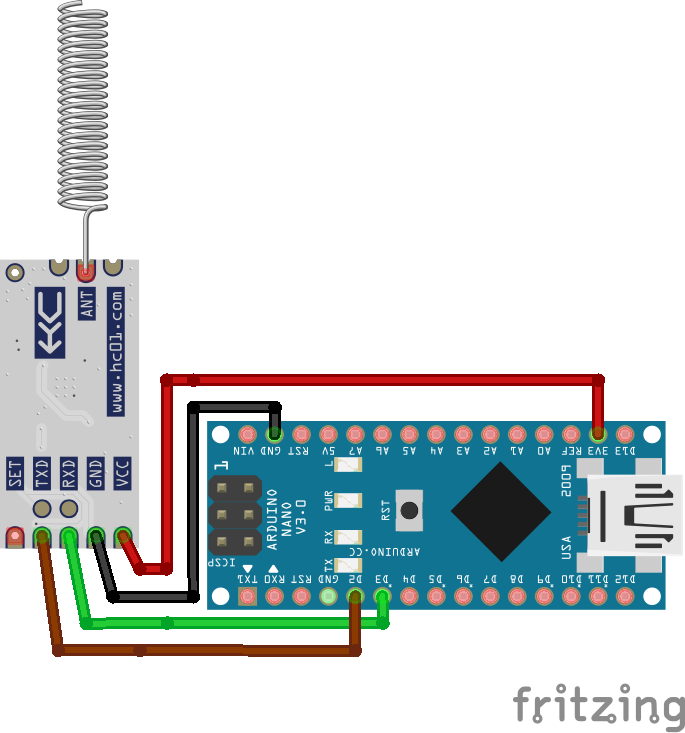 ANT
www.hc01.com
SET
TXD
RXD
GND
VCC
VIN
GND
RST
5V
A7
A6
A5
A4
A3
A2
A1
A0
REF
3V3
D13
1
L
PWR
RX
TX
ARDUINO
NANO
V3.0
RST
ARDUINO.CC
2009
USA
ICSP
TX1
RX0
RST
GND
D2
D3*
D4
D5*
D6*
D7
D8
D9*
D10*
D11*
D12
fritzing